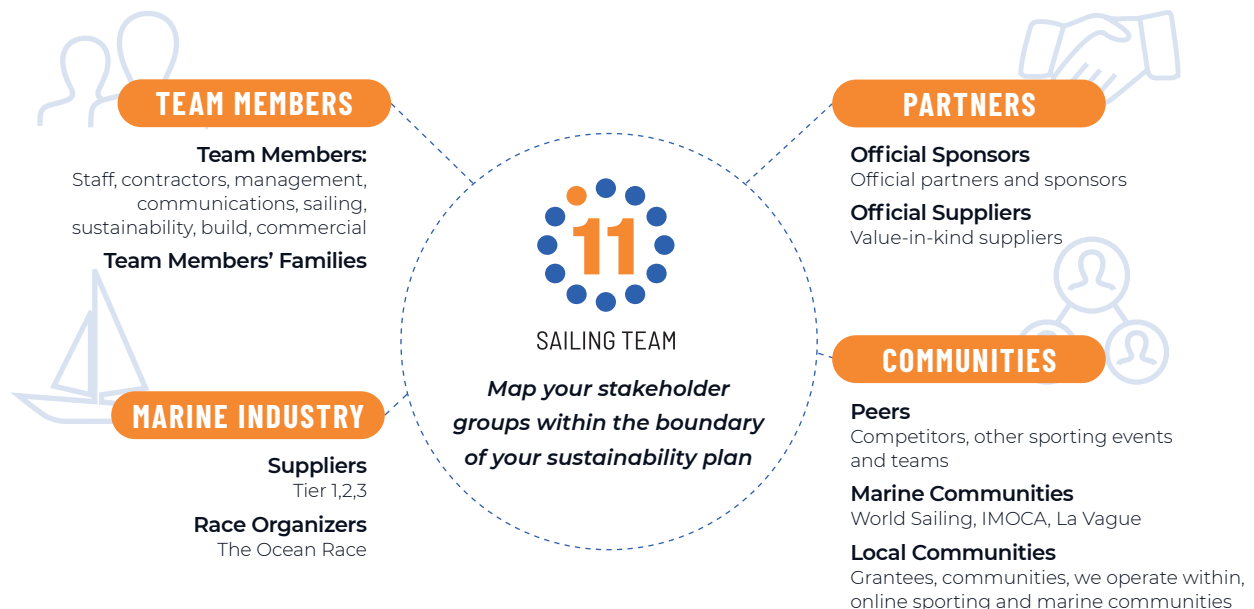 TEAM MEMBERS
Team Members:
Staff, contractors, management,
communications, sailing,
sustainability, build, commercial
Team Members’ Families
MARINE INDUSTRY
Suppliers
Tier 1,2,3
Race Organizers
The Ocean Race
11
SAILING TEAM
Map your stakeholder
groups within the boundary
of your sustainability plan
PARTNERS
Official Sponsors
Official partners and sponsors
Official Suppliers
Value-in-kind suppliers
COMMUNITIES
Peers
Competitors, other sporting events
and teams
Marine Communities
World Sailing, IMOCA, La Vague
Local Communities
Grantees, communities, we operate within,
online sporting and marine communities